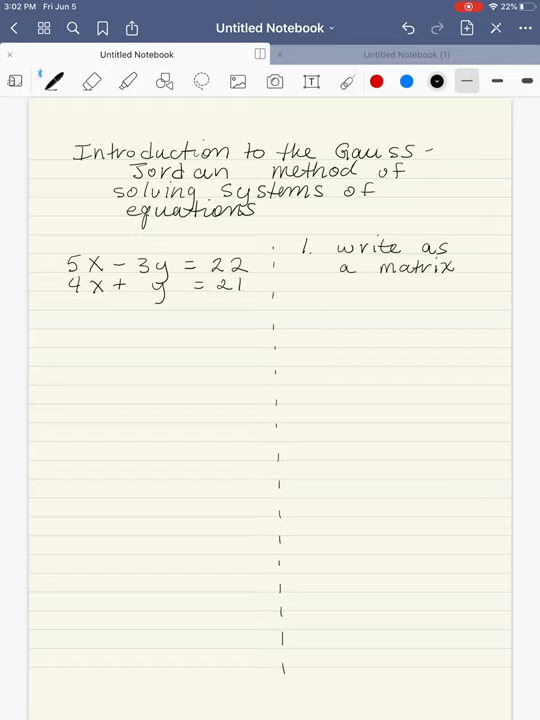 3:02 PM Fri Jun 5
22%
Untitled Notebook
Untitled Notebook
Untitled Notebook (1)
Introduction to the Gauss -
Jordan method of
solving systems of
equations
5x - 3y = 22
4x + y = 21
1. write as
a matrix